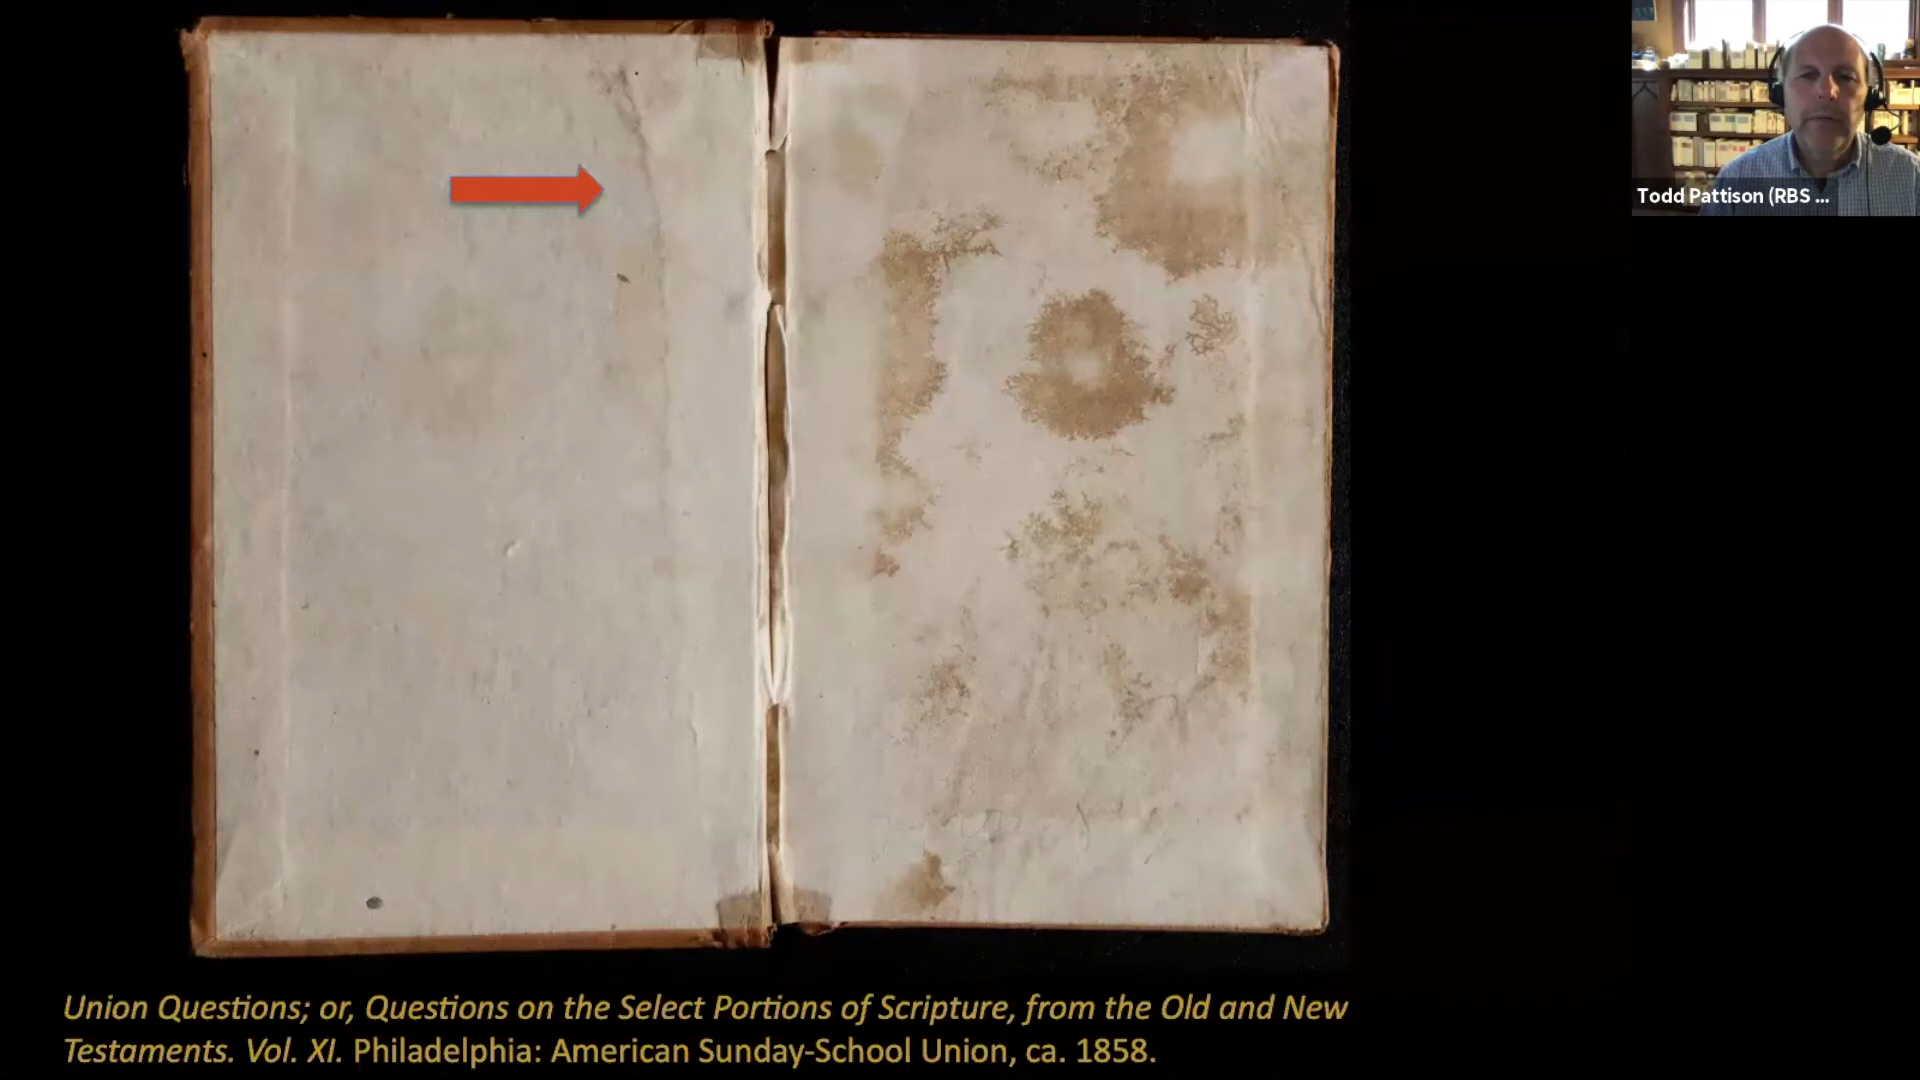 Todd Pattison (RBS ...
Union Questions; or, Questions on the Select Portions of Scripture, from the Old and New
Testaments. Vol. XI. Philadelphia: American Sunday-School Union, ca. 1858.